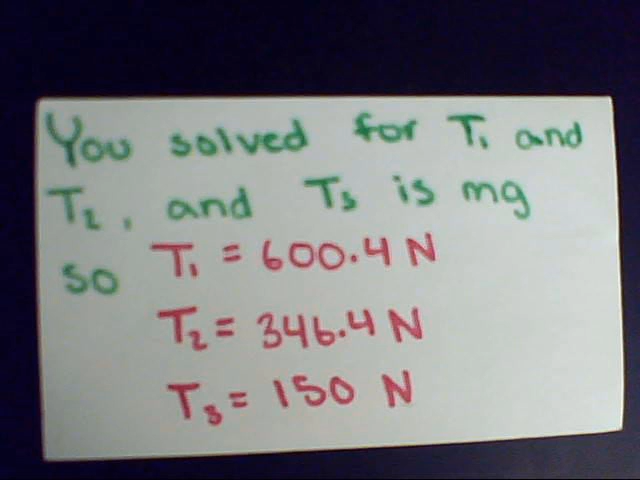 You solved for T₁ and
T₂, and T₃ is mg
so T₁ = 600.4 N
T₂ = 346.4 N
T₃ = 150 N